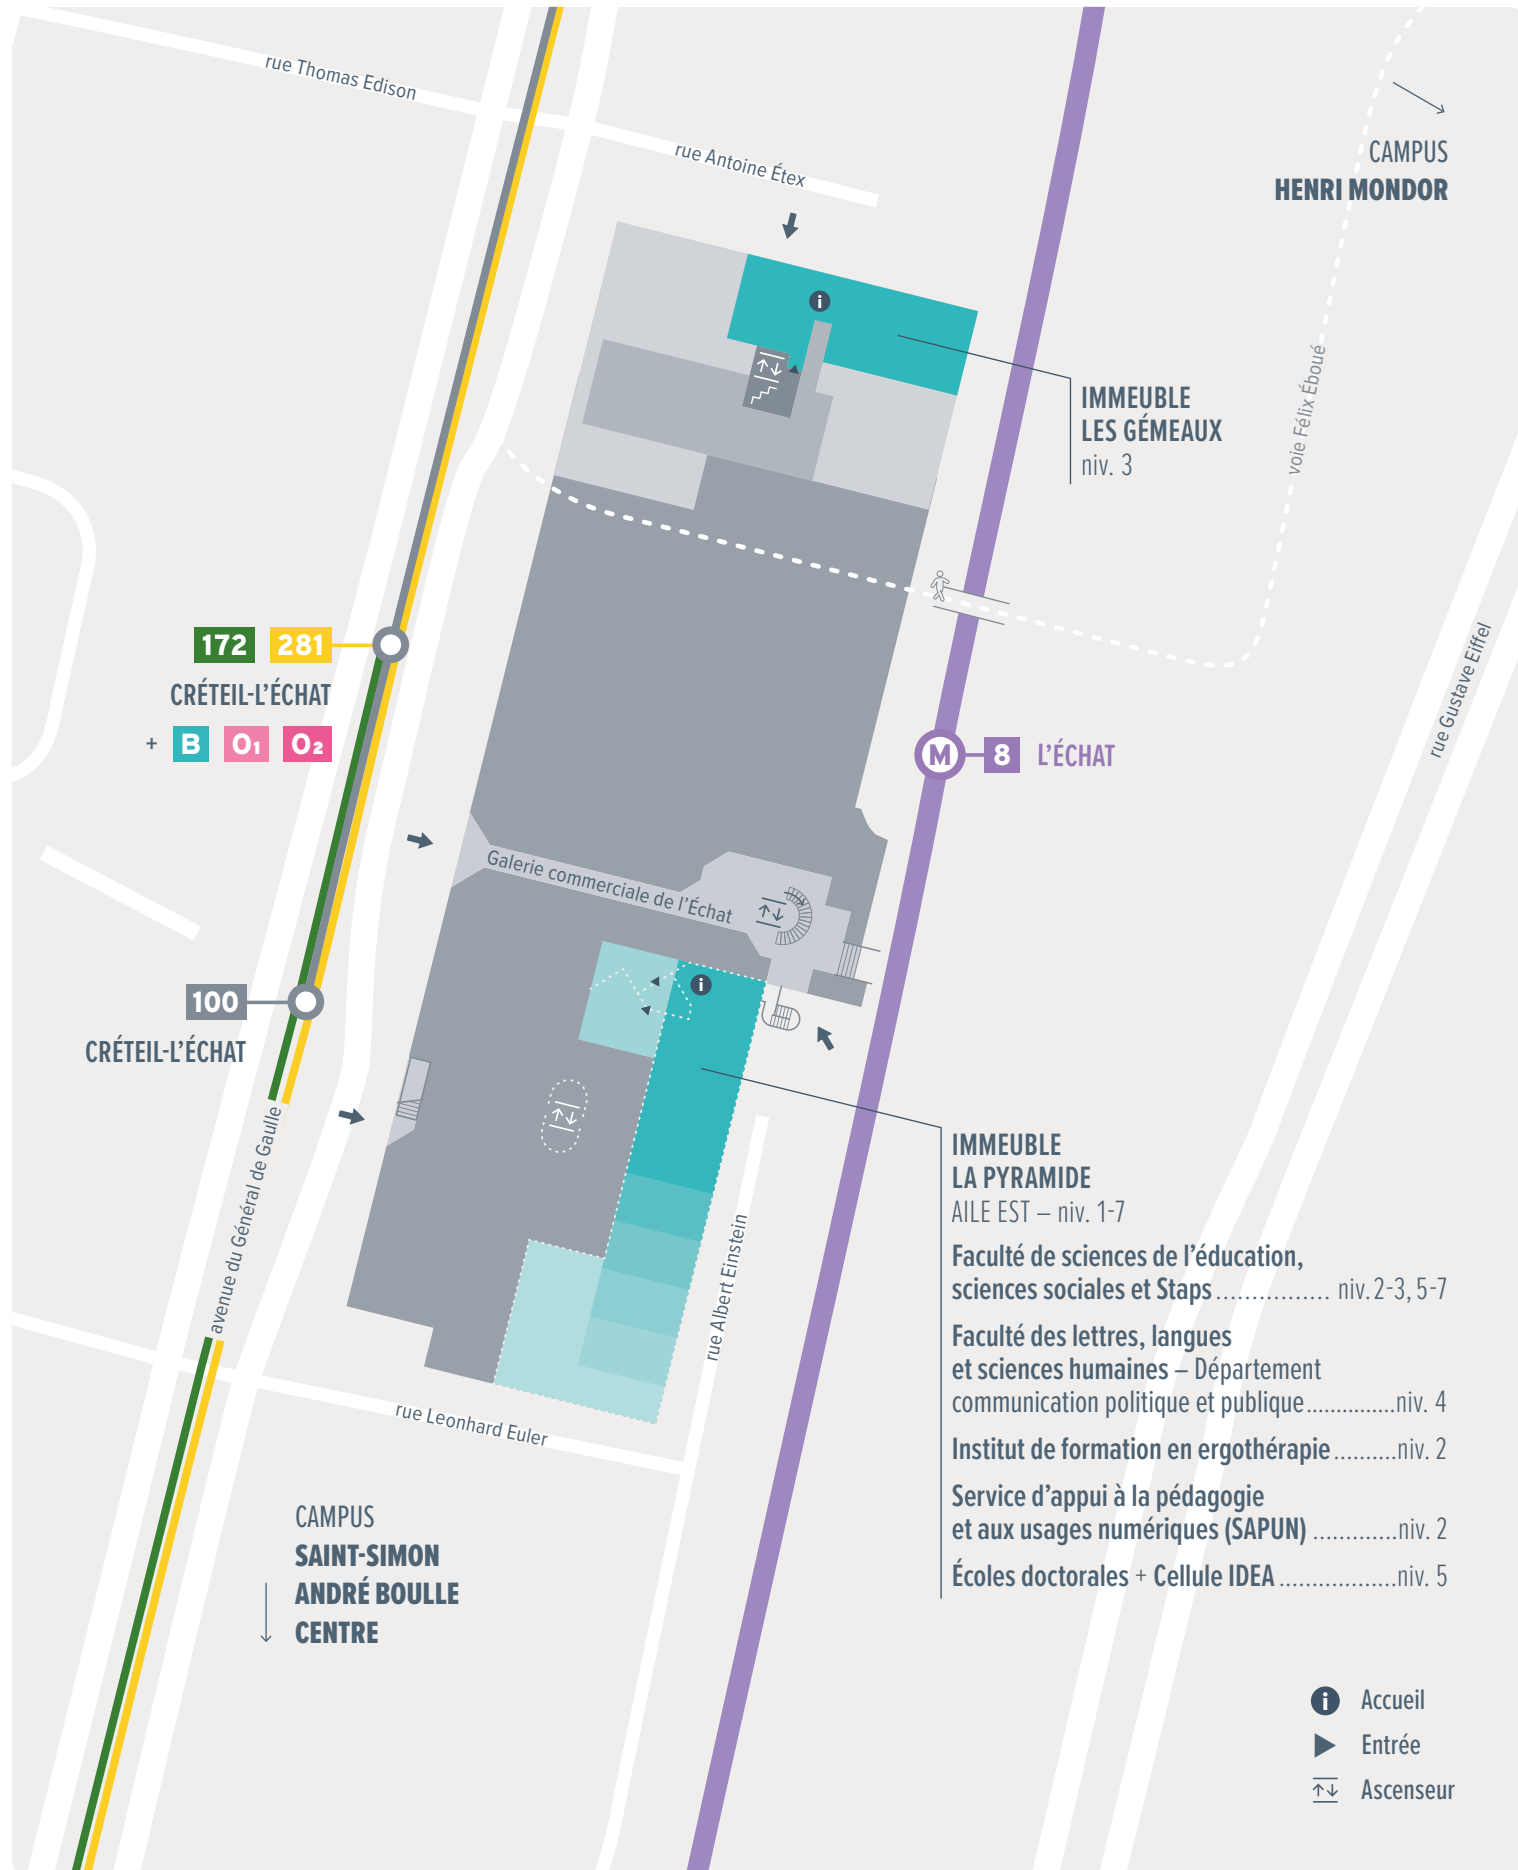 rue Thomas Edison
rue Antoine Étex
CAMPUS
HENRI MONDOR
i
IMMEUBLE
LES GÉMEAUX
niv. 3
voie Félix Éboué
172 281
CRÉTEIL-L'ÉCHAT
+ B O1 O2
rue Gustave Eiffel
M 8 L'ÉCHAT
Galerie commerciale de l'Échat
i
100
CRÉTEIL-L'ÉCHAT
avenue du Général de Gaulle
rue Albert Einstein
rue Leonhard Euler
IMMEUBLE
LA PYRAMIDE
AILE EST – niv. 1-7
Faculté de sciences de l'éducation,
sciences sociales et Staps ................ niv. 2-3, 5-7
Faculté des lettres, langues
et sciences humaines – Département
communication politique et publique ............... niv. 4
Institut de formation en ergothérapie .......... niv. 2
Service d'appui à la pédagogie
et aux usages numériques (SAPUN) ............. niv. 2
Écoles doctorales + Cellule IDEA .................. niv. 5
CAMPUS
SAINT-SIMON
ANDRÉ BOULLE
CENTRE
i Accueil
Entrée
Ascenseur